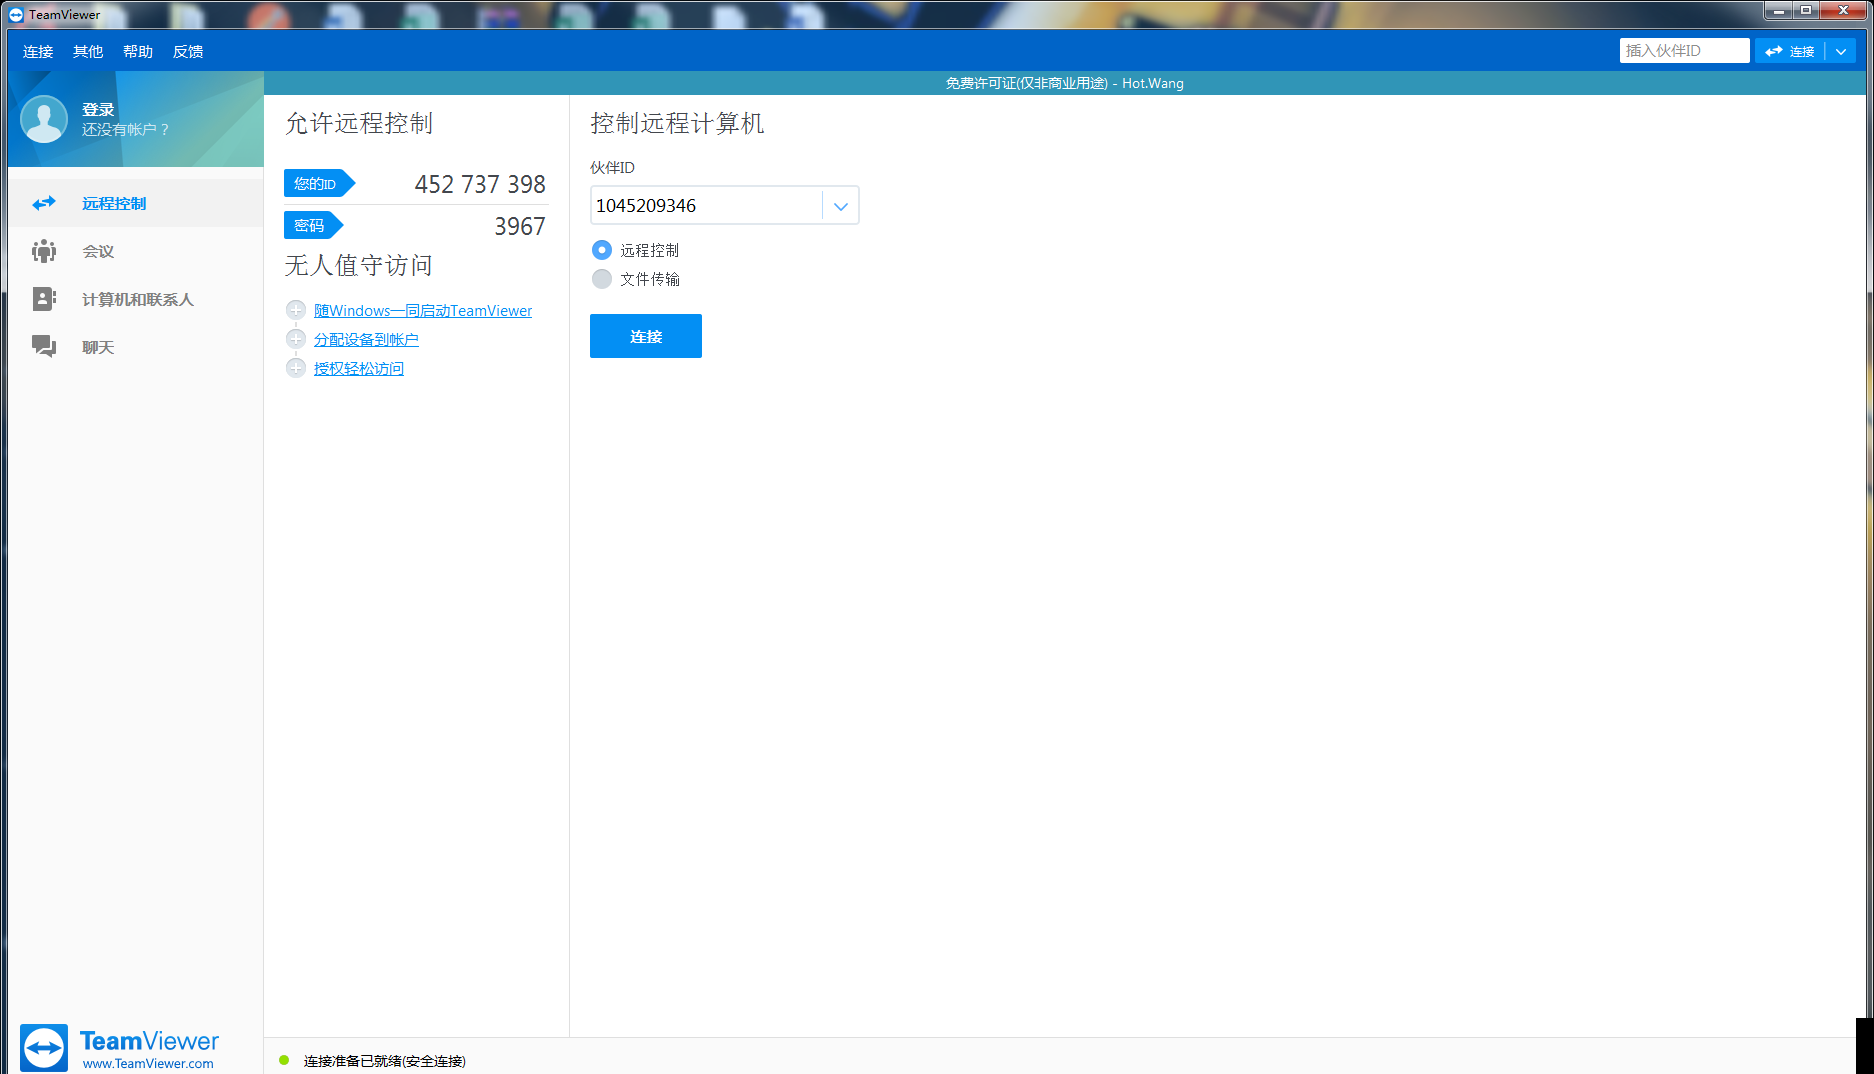 TeamViewer
连接 其他 帮助 反馈
插入伙伴ID 连接
登录
还没有帐户？
免费许可证(仅非商业用途) - Hot.Wang
远程控制
会议
计算机和联系人
聊天
允许远程控制
您的ID 452 737 398
密码 3967
无人值守访问
随Windows一同启动TeamViewer
分配设备到帐户
授权轻松访问
控制远程计算机
伙伴ID
1045209346
远程控制
文件传输
连接
TeamViewer
www.TeamViewer.com
连接准备已就绪(安全连接)